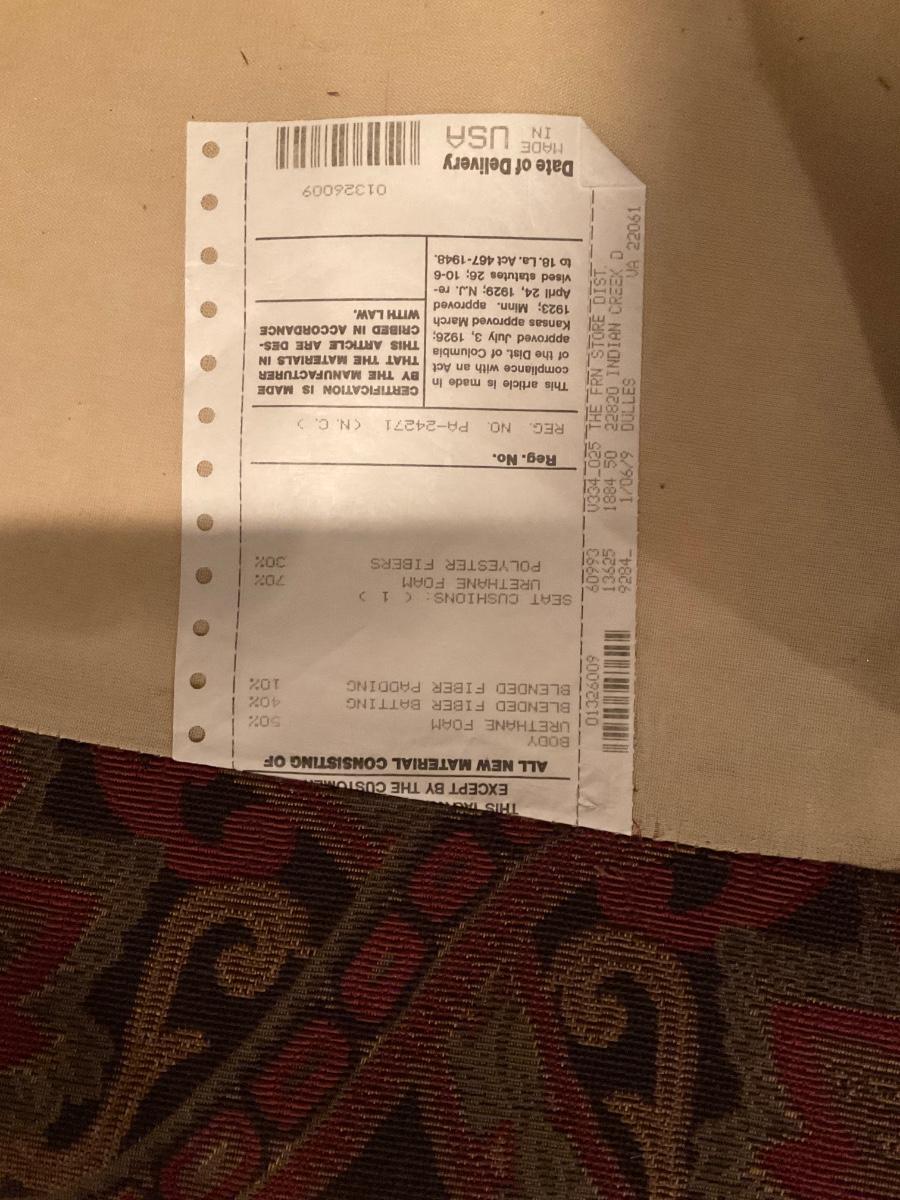 EXCEPT BY THE
ALL NEW MATERIAL CONSISTING OF
BODY
URETHANE FOAM 50%
BLENDED FIBER BATTING 40%
BLENDED FIBER PADDING 10%
SEAT CUSHIONS: ( 1 )
URETHANE FOAM 70%
POLYESTER FIBERS 30%
Reg. No.
REG. NO. PA-24271 (N.C.)
This article is made in
compliance with an Act
of the Dist. of Columbia
approved July 3, 1926;
Kansas approved March
1923; Minn. approved
April 24, 1929; N.J. re-
vised statutes 26; 10-6
to 18. La. Act 467-1948.
CERTIFICATION IS MADE
BY THE MANUFACTURER
THAT THE MATERIALS IN
THIS ARTICLE ARE DES-
CRIBED IN ACCORDANCE
WITH LAW.
01326009
Date of Delivery
MADE
IN
USA
01326009
60993 U334-025 THE FRN STORE DIST.
13625 1884 50 22820 INDIAN CREEK D
9284_ 1/06/9 DULLES VA 22061